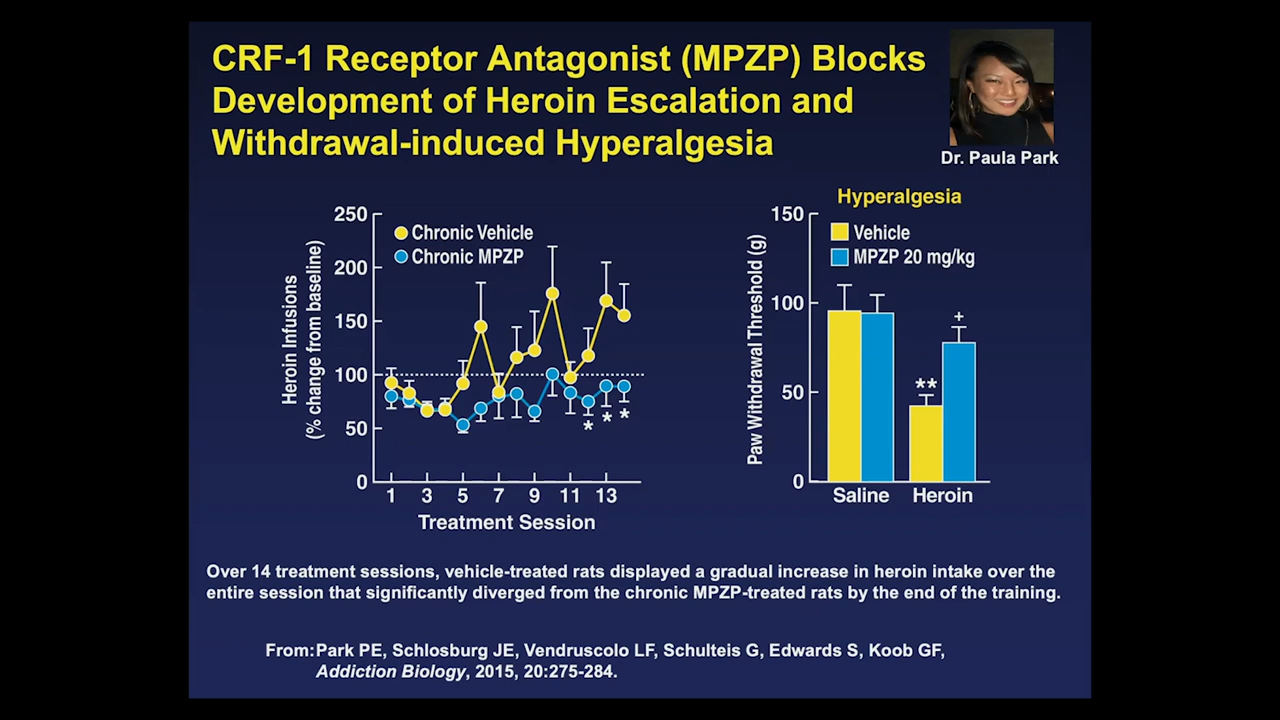 CRF-1 Receptor Antagonist (MPZP) Blocks
Development of Heroin Escalation and
Withdrawal-induced Hyperalgesia
Dr. Paula Park
250
200
150
100
50
0
Heroin Infusions
(% change from baseline)
Chronic Vehicle
Chronic MPZP
* * *
1 3 5 7 9 11 13
Treatment Session
Hyperalgesia
150
100
50
0
Paw Withdrawal Threshold (g)
Vehicle
MPZP 20 mg/kg
+
**
Saline Heroin
Over 14 treatment sessions, vehicle-treated rats displayed a gradual increase in heroin intake over the
entire session that significantly diverged from the chronic MPZP-treated rats by the end of the training.
From:Park PE, Schlosburg JE, Vendruscolo LF, Schulteis G, Edwards S, Koob GF,
Addiction Biology, 2015, 20:275-284.